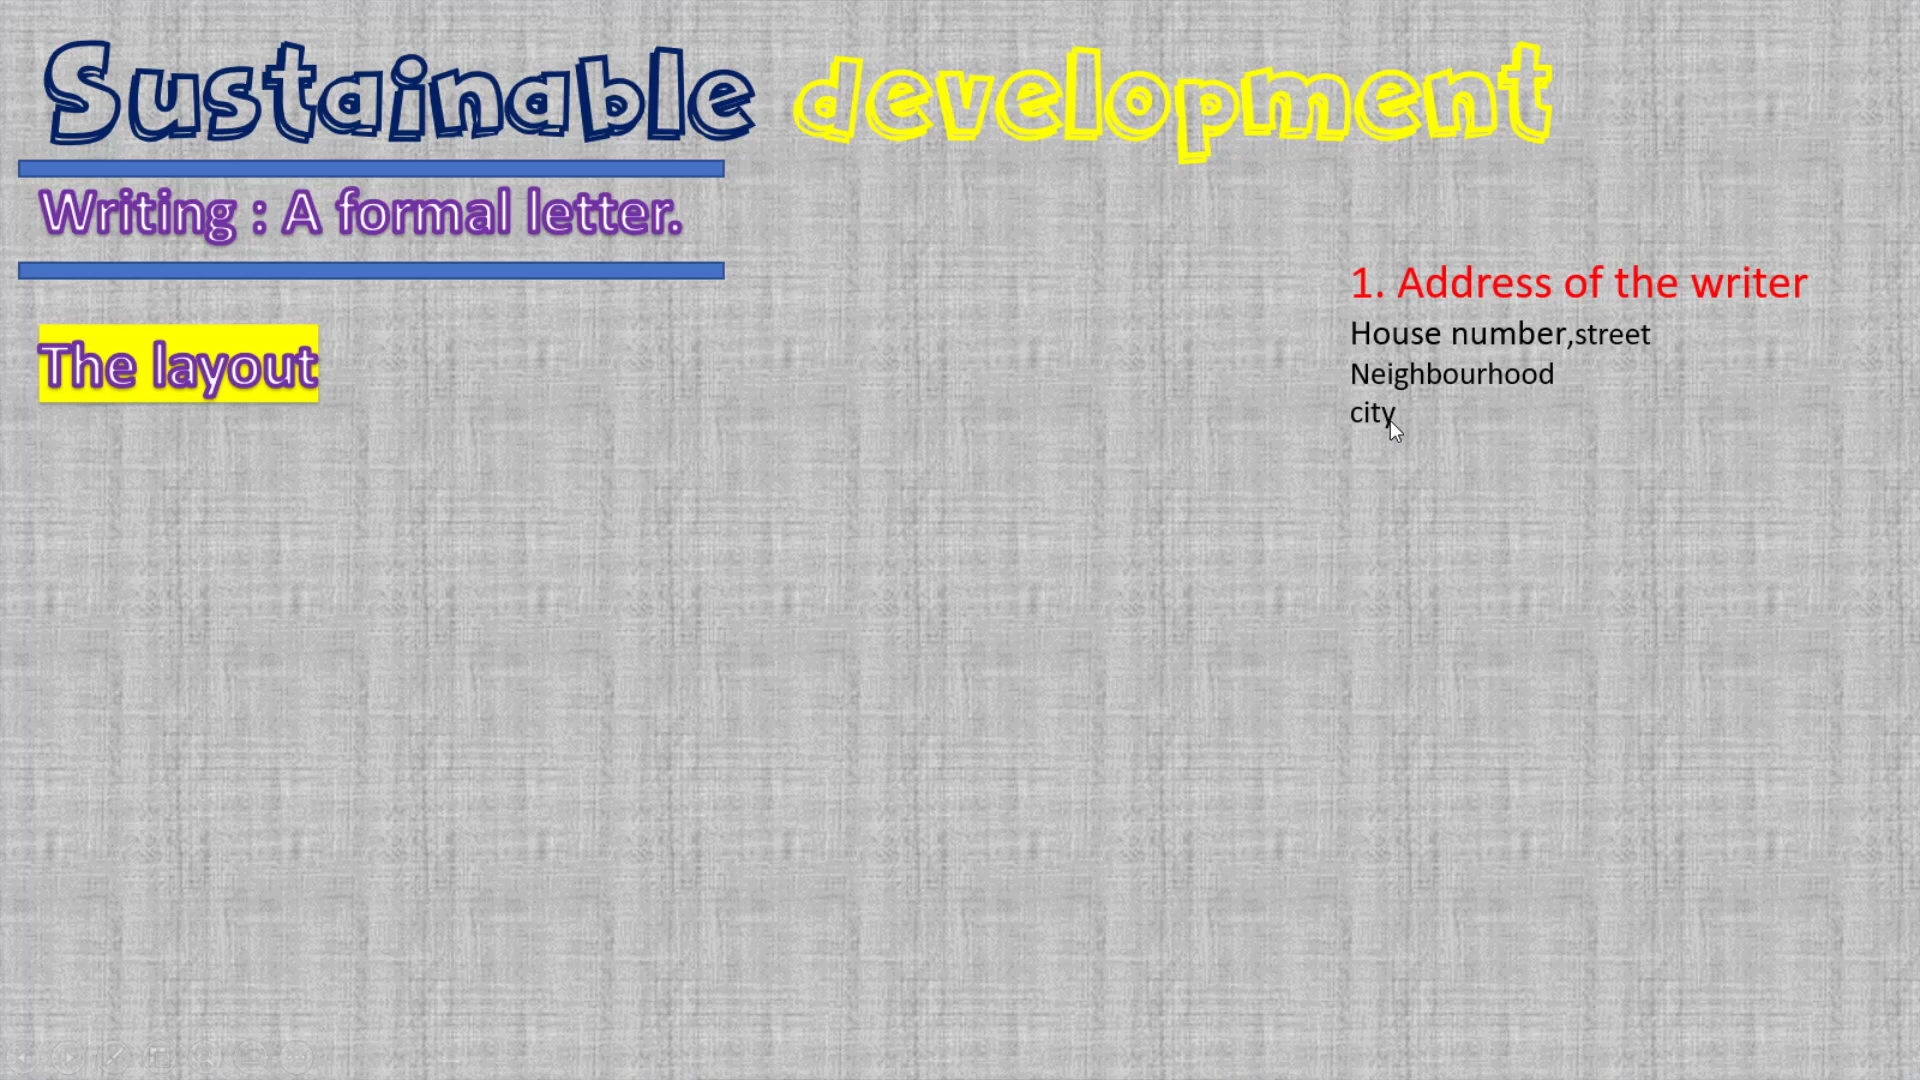 Sustainable development
Writing : A formal letter.
1. Address of the writer
House number,street
Neighbourhood
city
The layout